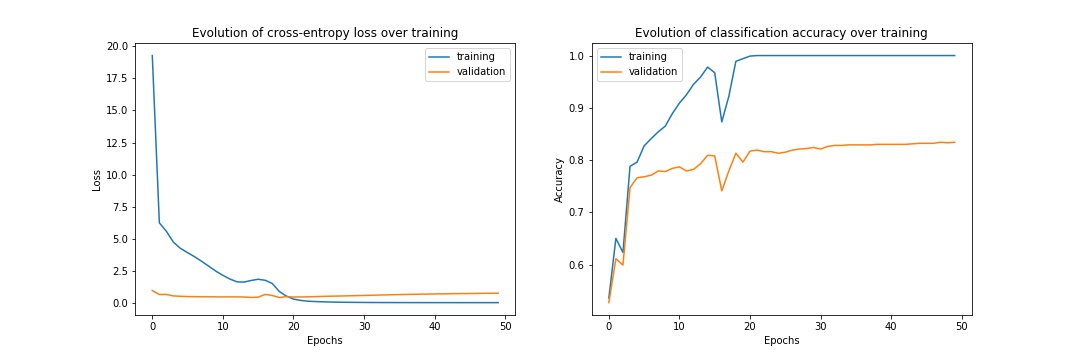 Evolution of cross-entropy loss over training
20.0
17.5
15.0
12.5
10.0
7.5
5.0
2.5
0.0
Loss
training
validation
0 10 20 30 40 50
Epochs
Evolution of classification accuracy over training
1.0
0.9
0.8
0.7
0.6
Accuracy
training
validation
0 10 20 30 40 50
Epochs